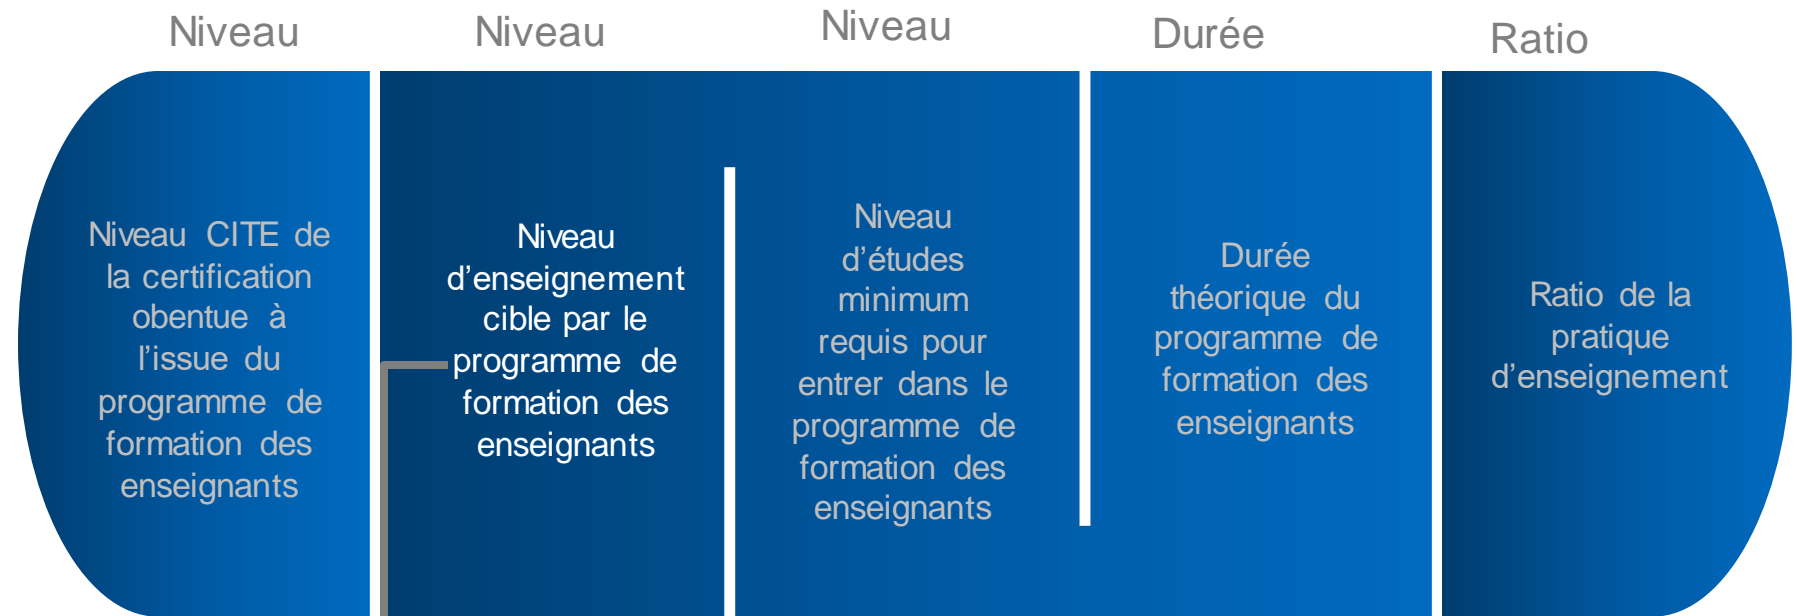 Niveau
Niveau
Niveau
Durée
Ratio
Niveau CITE de
la certification
obentue à
l'issue du
programme de
formation des
enseignants
Niveau
d'enseignement
cible par le
programme de
formation des
enseignants
Niveau
d'études
minimum
requis pour
entrer dans le
programme de
formation des
enseignants
Durée
théorique du
programme de
formation des
enseignants
Ratio de la
pratique
d'enseignement